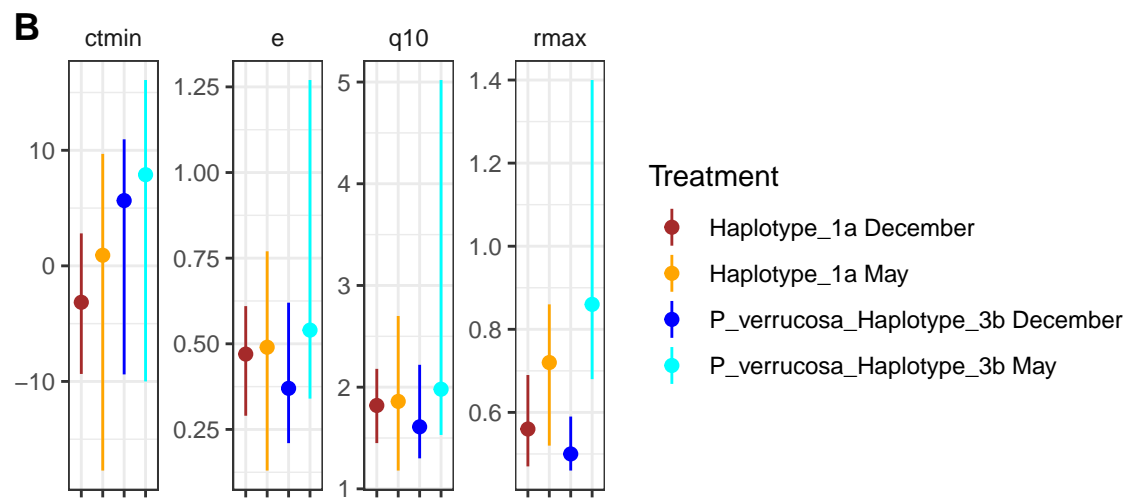 B
ctmin
e
q10
rmax
10
0
−10
1.25
1.00
0.75
0.50
0.25
5
4
3
2
1
1.4
1.2
1.0
0.8
0.6
Treatment
Haplotype_1a December
Haplotype_1a May
P_verrucosa_Haplotype_3b December
P_verrucosa_Haplotype_3b May